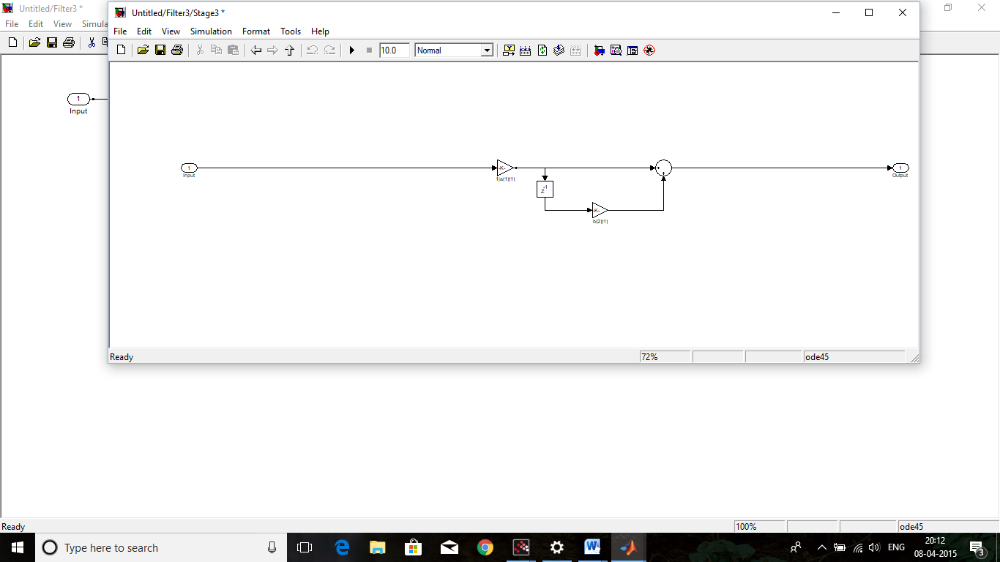 Untitled/Filter3 *
File Edit View Simula
1
Input
Untitled/Filter3/Stage3 *
File Edit View Simulation Format Tools Help
10.0 Normal
1
Input
-K-
1|a(1)(1)
z-1
-K-
b(2)(1)
+
+
1
Output
Ready 72% ode45
Ready 100% ode45
Type here to search
ENG
20:12
08-04-2015
3